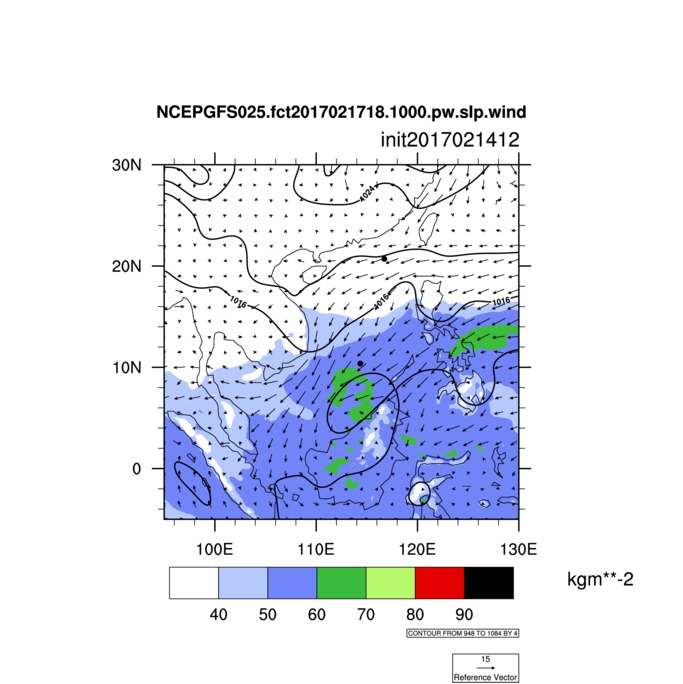 NCEPGFS025.fct2017021718.1000.pw.slp.wind
init2017021412
30N
1024
20N
1016
1016
1016
10N
0
100E 110E 120E 130E
kgm**-2
40 50 60 70 80 90
CONTOUR FROM 948 TO 1084 BY 4
15
Reference Vector